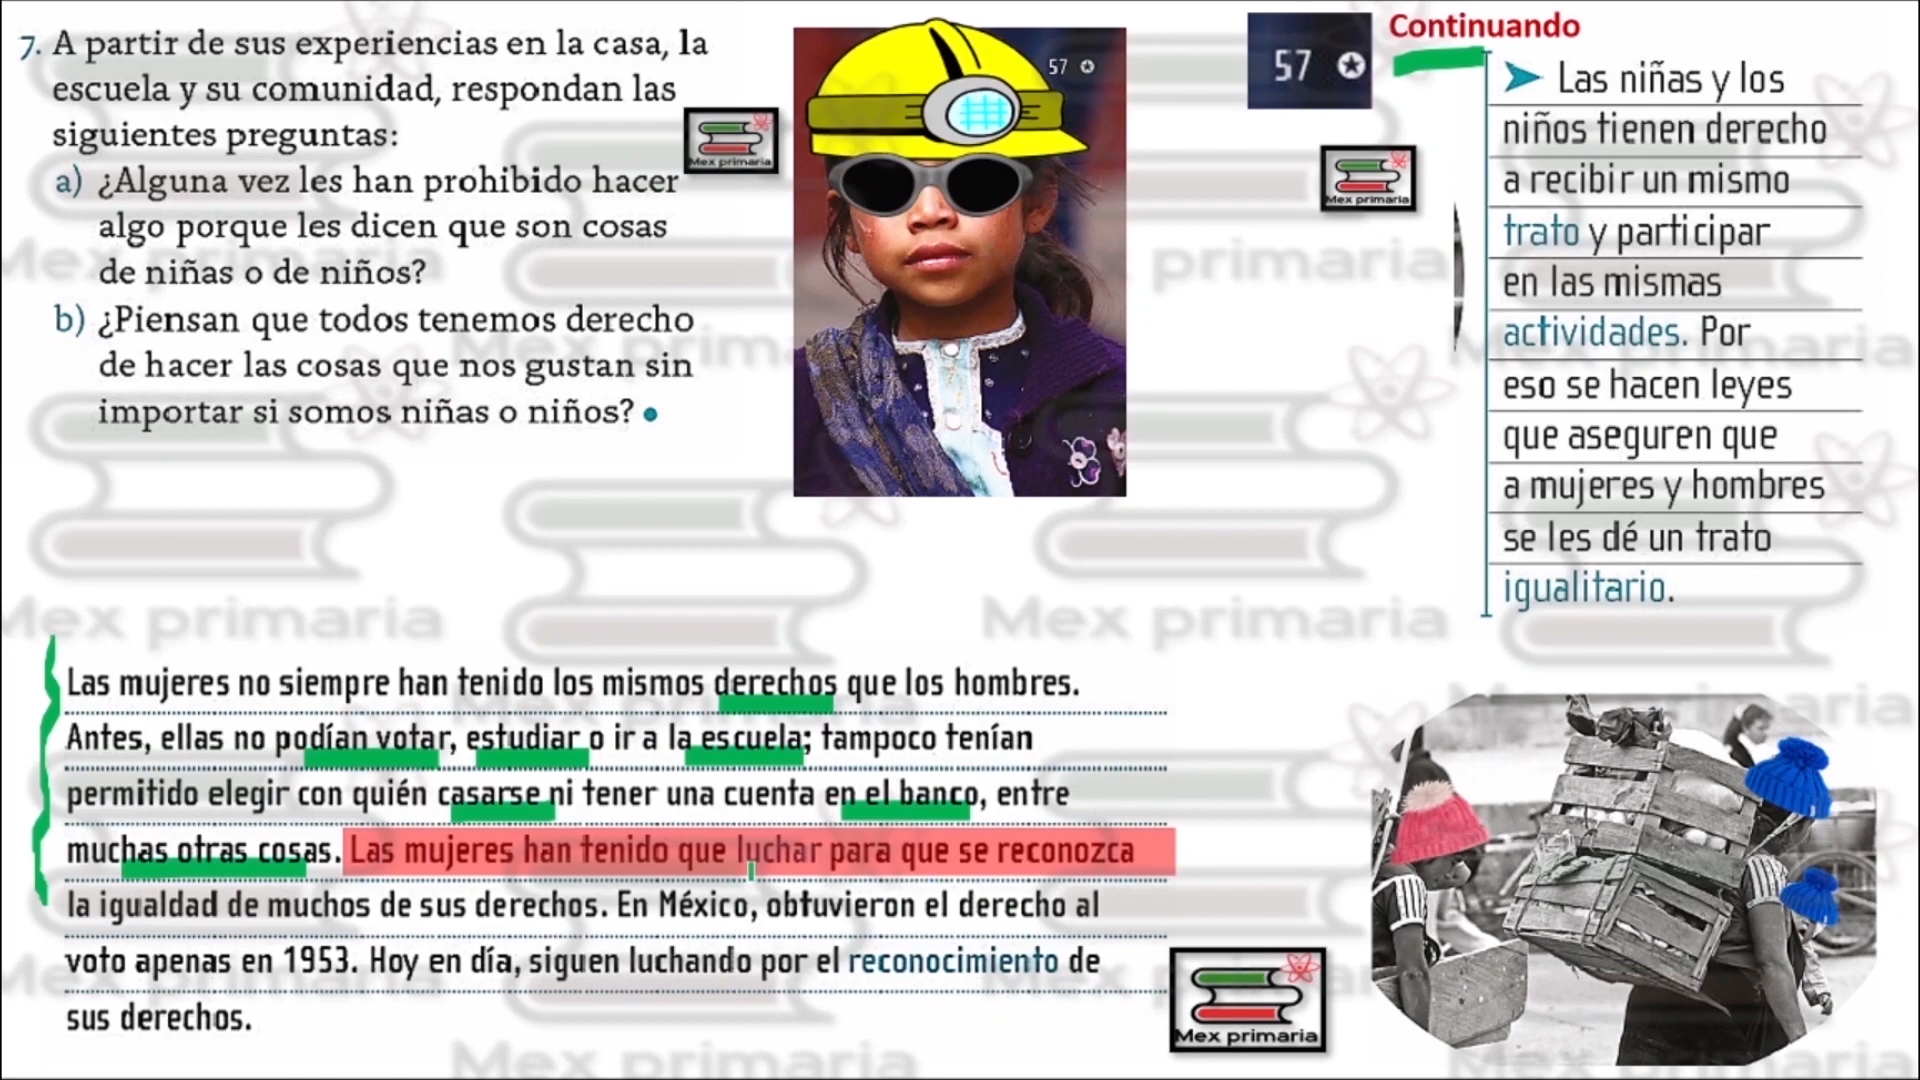 7. A partir de sus experiencias en la casa, la
escuela y su comunidad, respondan las
siguientes preguntas:
a) ¿Alguna vez les han prohibido hacer
algo porque les dicen que son cosas
de niñas o de niños?
b) ¿Piensan que todos tenemos derecho
de hacer las cosas que nos gustan sin
importar si somos niñas o niños?
Mex primaria
57
57
Continuando
Mex primaria
Las niñas y los
niños tienen derecho
a recibir un mismo
trato y participar
en las mismas
actividades. Por
eso se hacen leyes
que aseguren que
a mujeres y hombres
se les dé un trato
igualitario.
Las mujeres no siempre han tenido los mismos derechos que los hombres.
Antes, ellas no podían votar, estudiar o ir a la escuela; tampoco tenían
permitido elegir con quién casarse ni tener una cuenta en el banco, entre
muchas otras cosas. Las mujeres han tenido que luchar para que se reconozca
la igualdad de muchos de sus derechos. En México, obtuvieron el derecho al
voto apenas en 1953. Hoy en día, siguen luchando por el reconocimiento de
sus derechos.
Mex primaria